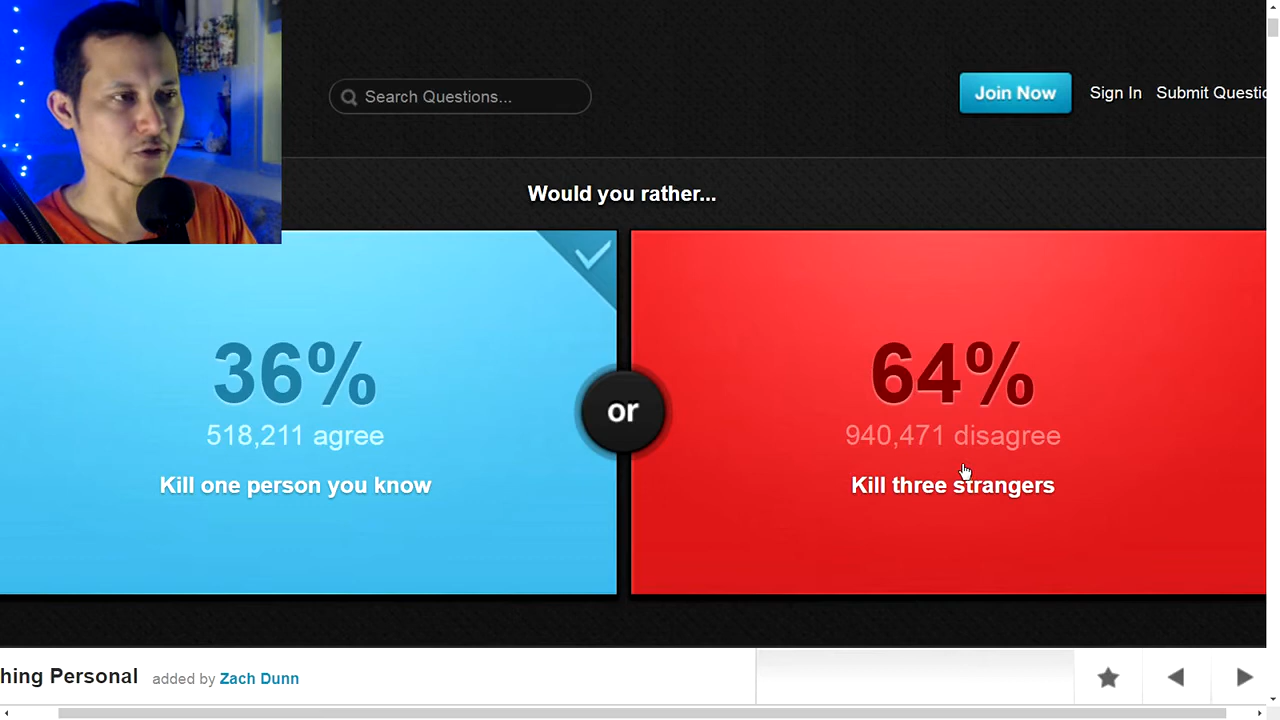 Search Questions...
Join Now
Sign In
Submit Questio
Would you rather...
36%
518,211 agree
Kill one person you know
or
64%
940,471 disagree
Kill three strangers
hing Personal
added by Zach Dunn